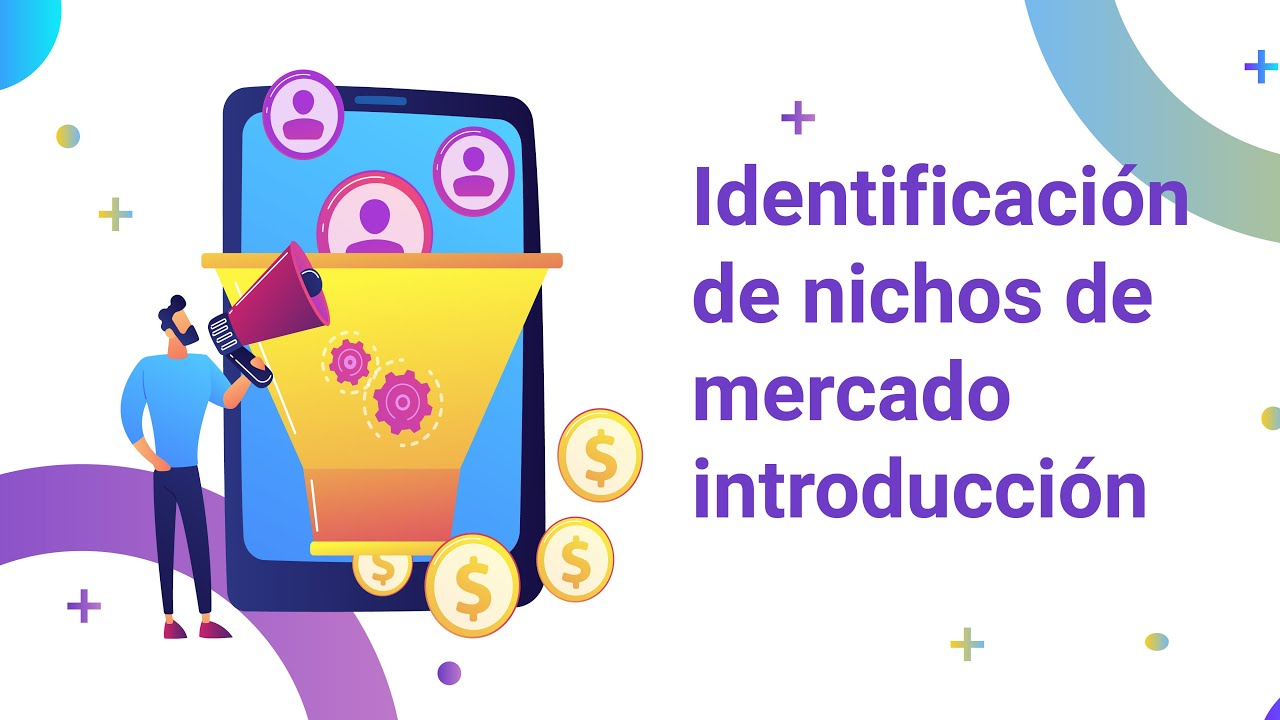 Identificación
de nichos de
mercado
introducción
$
$
$
$